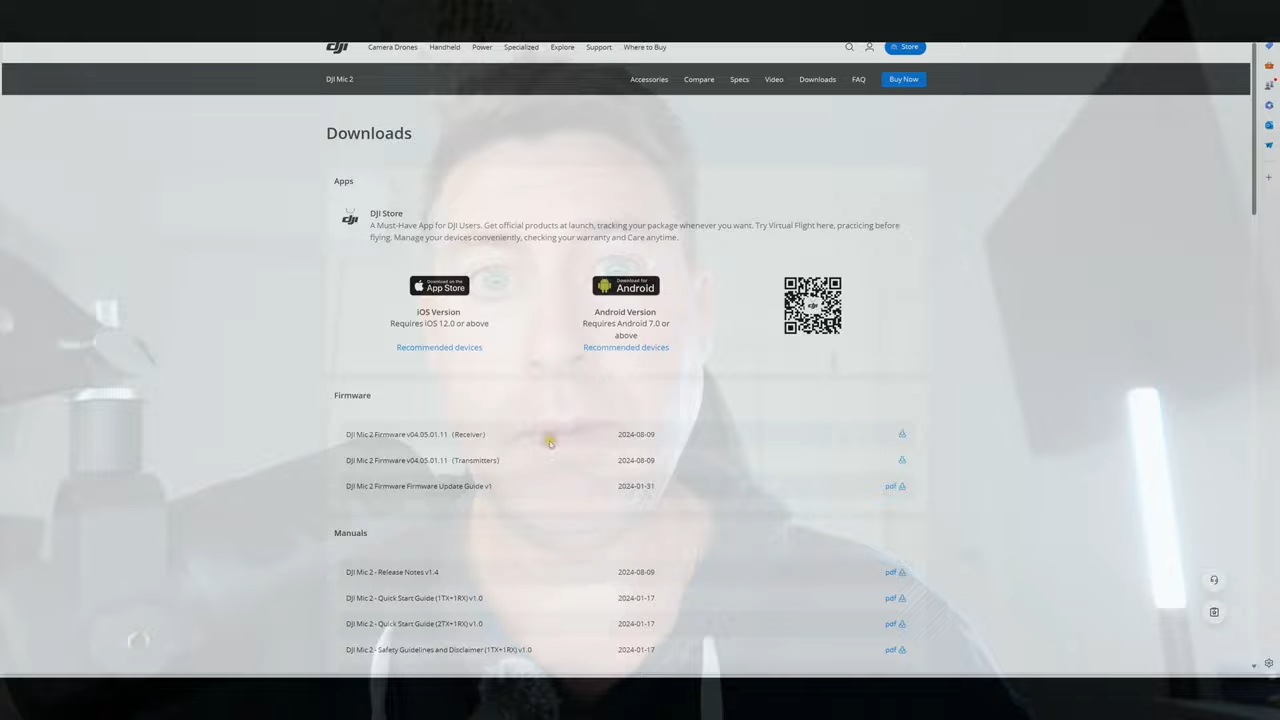 dji Camera Drones Handheld Power Specialized Explore Support Where to Buy Store
DJI Mic 2 Accessories Compare Specs Video Downloads FAQ Buy Now
Downloads
Apps
dji
DJI Store
A Must-Have App for DJI Users. Get official products at launch, tracking your package whenever you want. Try Virtual Flight here, practicing before
flying. Manage your devices conveniently, checking your warranty and Care anytime.
Download on the
App Store
Download for
Android
dji
iOS Version
Requires iOS 12.0 or above
Recommended devices
Android Version
Requires Android 7.0 or
above
Recommended devices
Firmware
DJI Mic 2 Firmware v04.05.01.11 (Receiver) 2024-08-09
DJI Mic 2 Firmware v04.05.01.11 (Transmitters) 2024-08-09
DJI Mic 2 Firmware Firmware Update Guide v1 2024-01-31 pdf
Manuals
DJI Mic 2 - Release Notes v1.4 2024-08-09 pdf
DJI Mic 2 - Quick Start Guide (1TX+1RX) v1.0 2024-01-17 pdf
DJI Mic 2 - Quick Start Guide (2TX+1RX) v1.0 2024-01-17 pdf
DJI Mic 2 - Safety Guidelines and Disclaimer (1TX+1RX) v1.0 2024-01-17 pdf